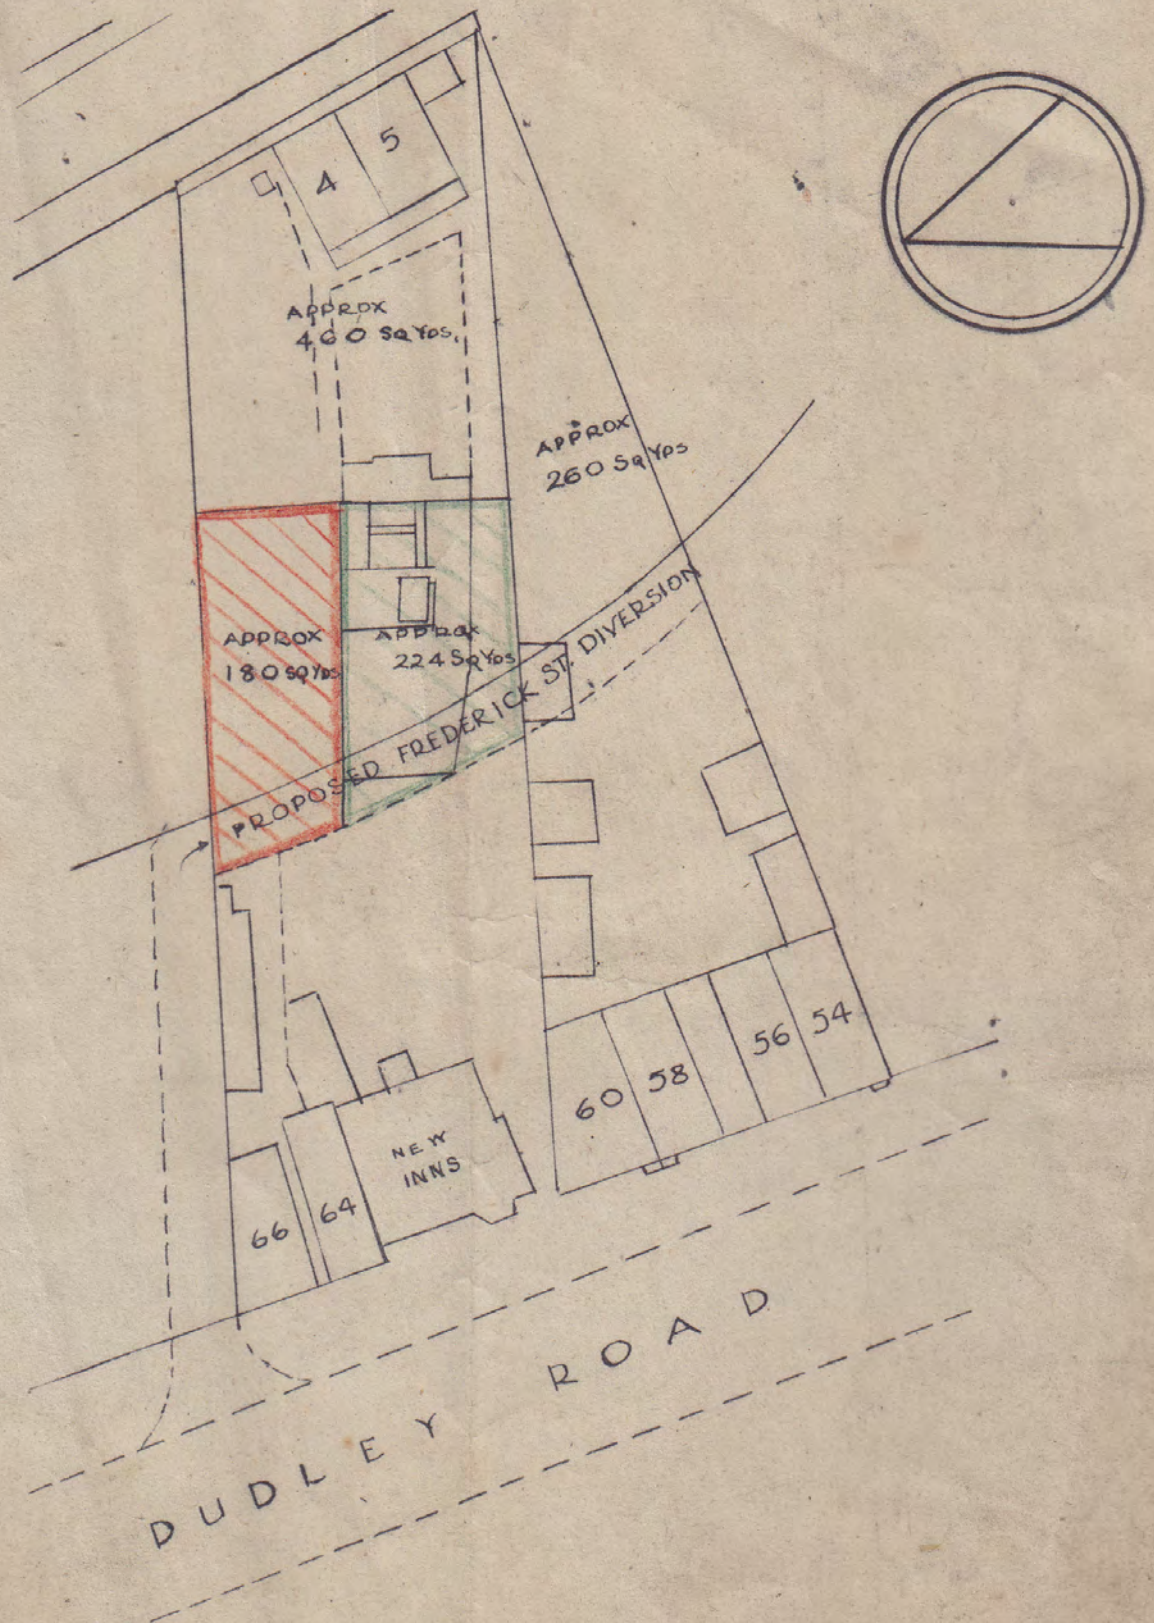 5
4
APPROX
460 SQ YDS.
APPROX
260 SQ YDS
APPROX
180 SQ YDS
APPROX
224 SQ YDS
PROPOSED FREDERICK ST. DIVERSION
54
56
58
60
NEW
INNS
64
66
DUDLEY ROAD